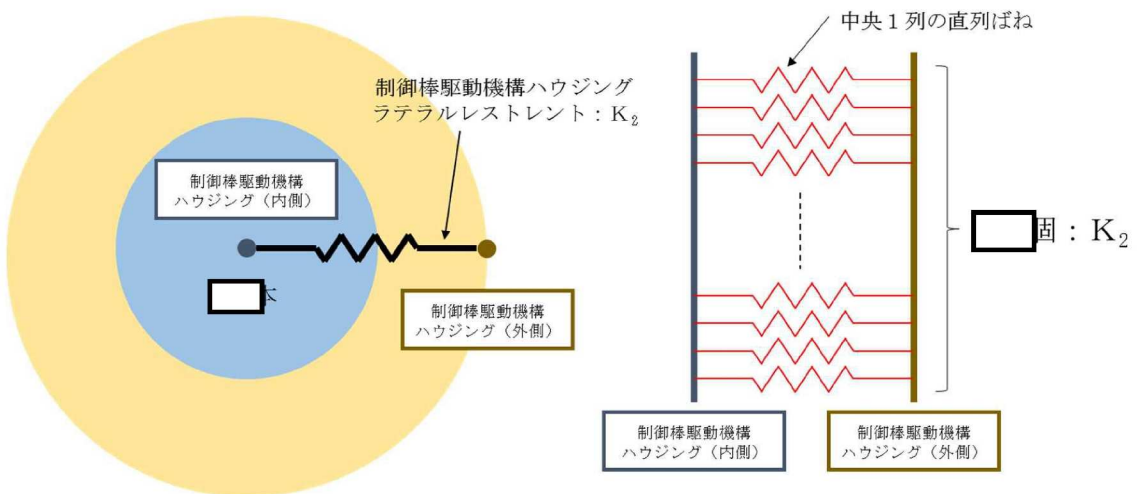 制御棒駆動機構ハウジング
ラテラルレストレント：K₂
制御棒駆動機構
ハウジング（内側）
制御棒駆動機構
ハウジング（外側）
中央１列の直列ばね
個：K₂
制御棒駆動機構
ハウジング（内側）
制御棒駆動機構
ハウジング（外側）